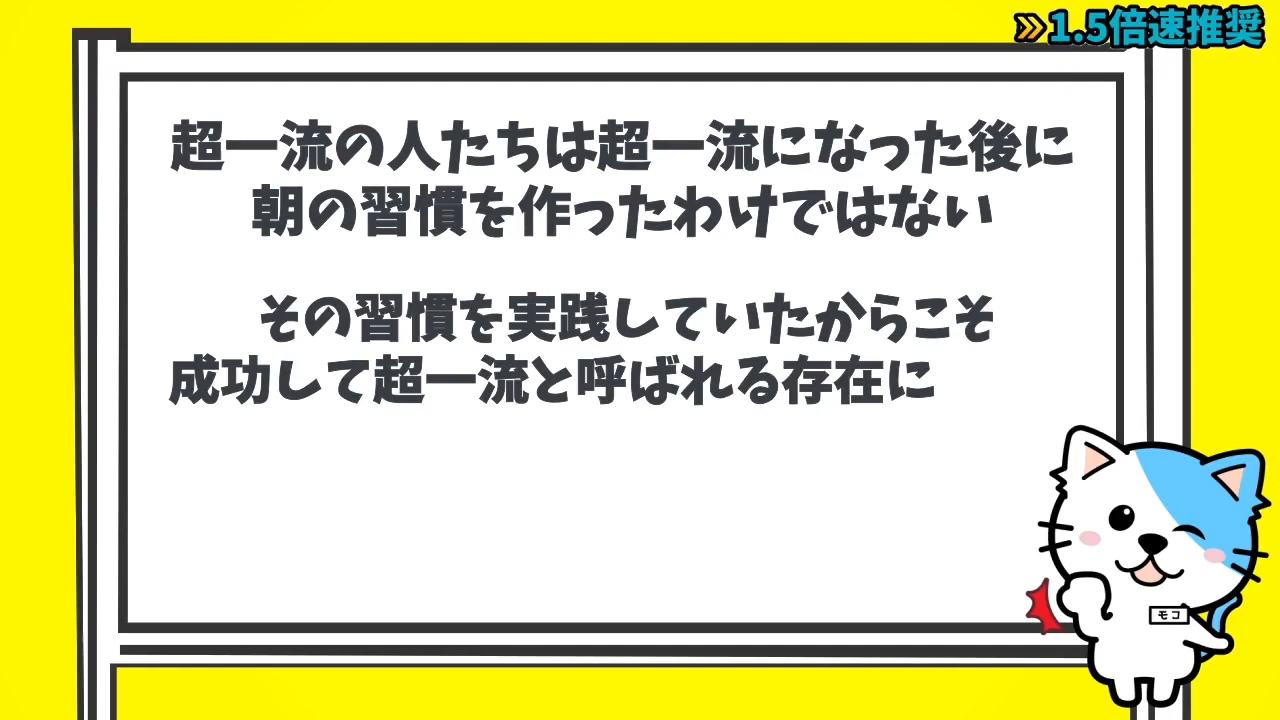 1.5倍速推奨
超一流の人たちは超一流になった後に
朝の習慣を作ったわけではない
その習慣を実践していたからこそ
成功して超一流と呼ばれる存在に
モコ